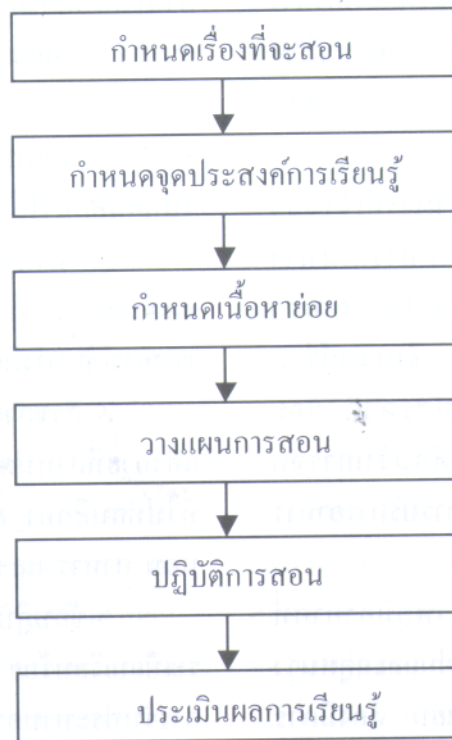 กำหนดเรื่องที่จะสอน
กำหนดจุดประสงค์การเรียนรู้
กำหนดเนื้อหาย่อย
วางแผนการสอน
ปฏิบัติการสอน
ประเมินผลการเรียนรู้